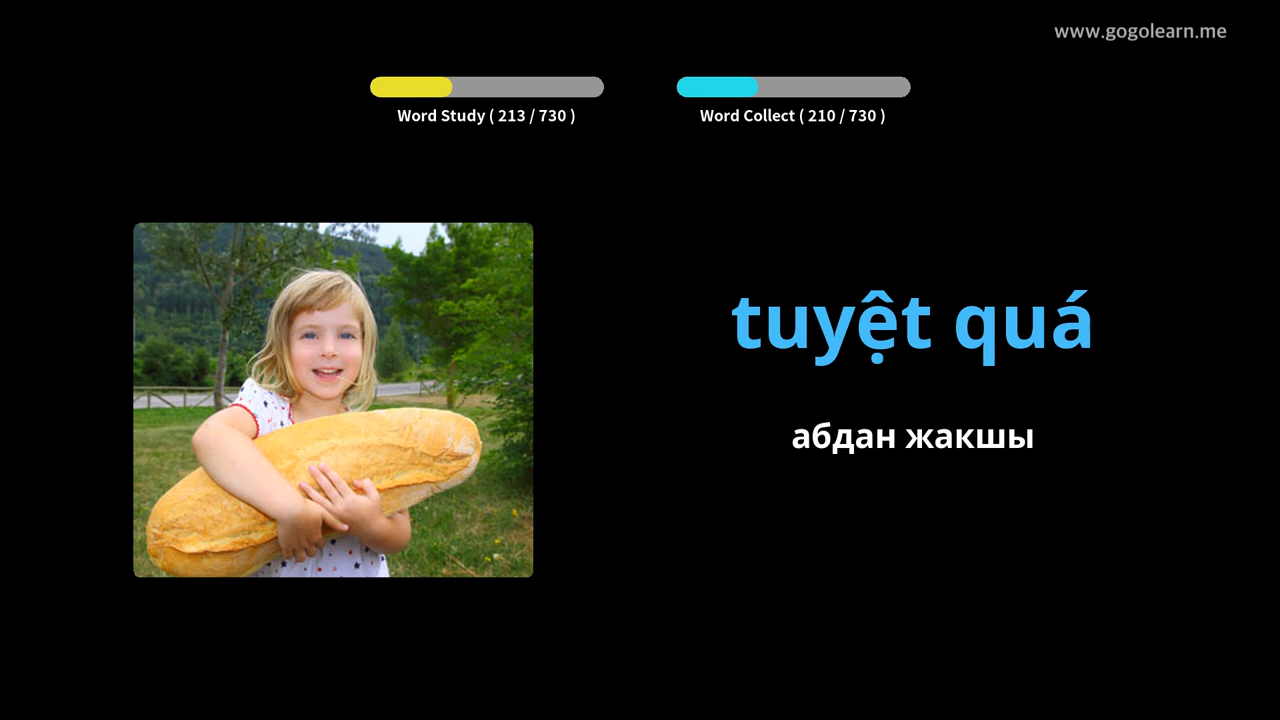 www.gogolearn.me
Word Study ( 213 / 730 )
Word Collect ( 210 / 730 )
tuyệt quá
абдан жакшы